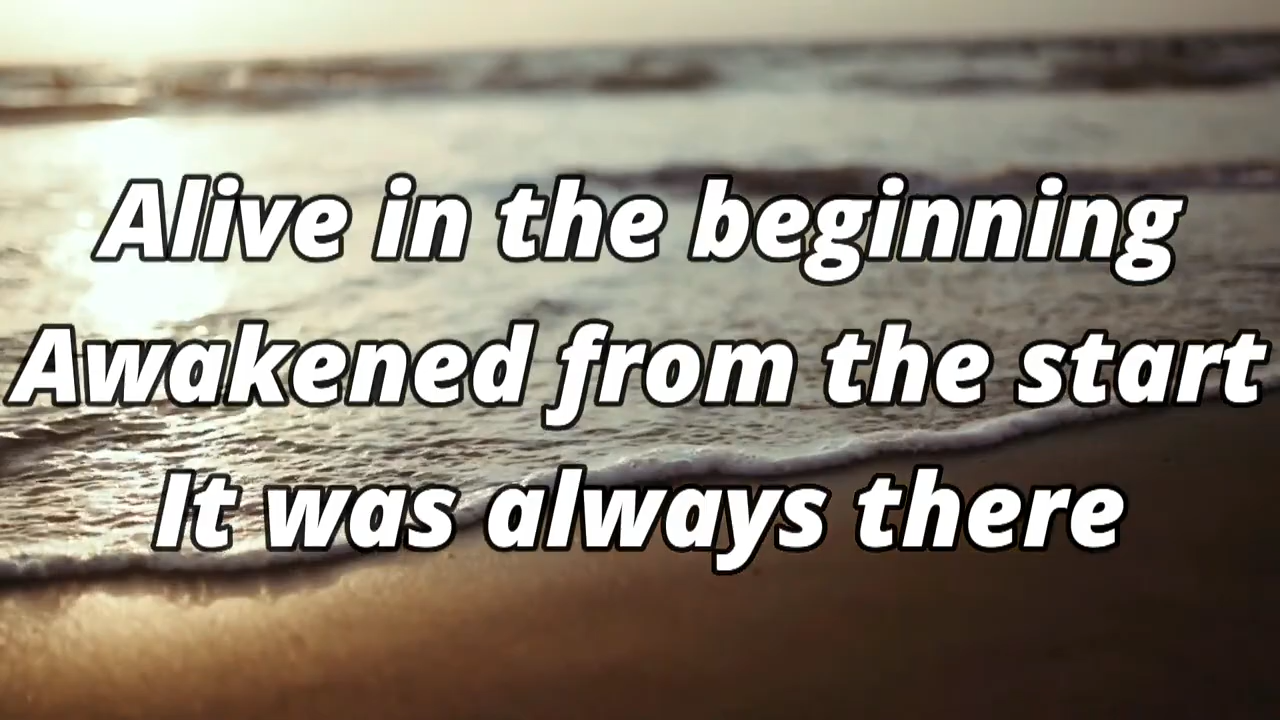 Alive in the beginning
Awakened from the start
It was always there